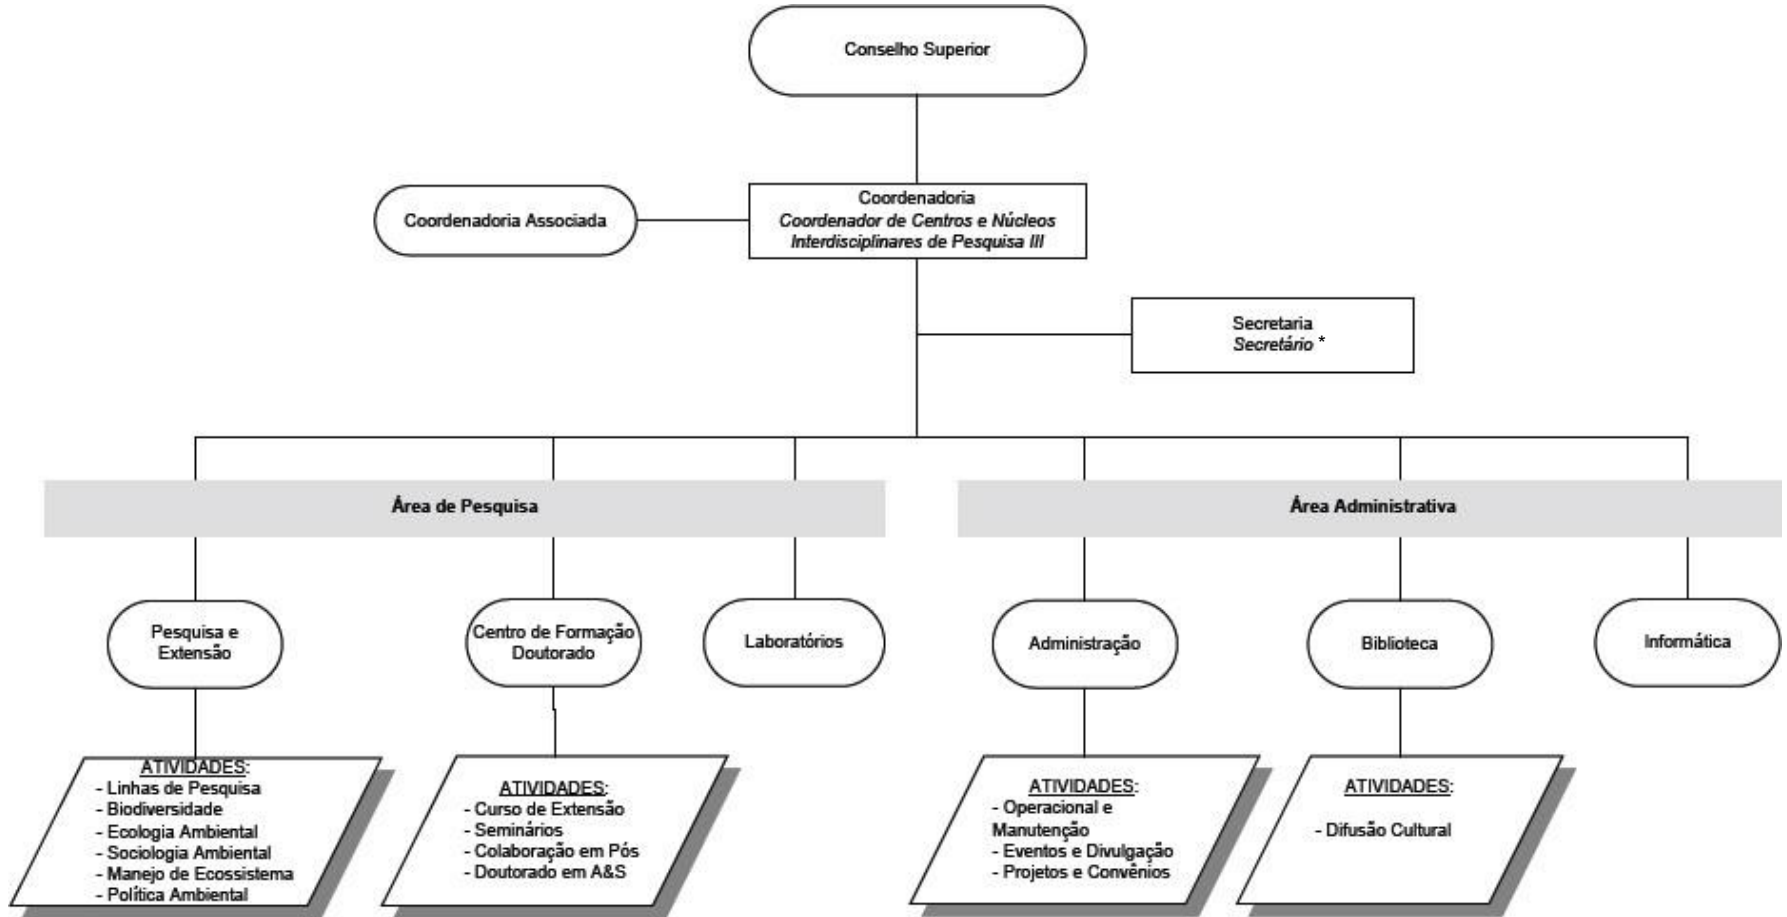 Conselho Superior
Coordenadoria Associada
Coordenadoria
Coordenador de Centros e Núcleos
Interdisciplinares de Pesquisa III
Secretaria
Secretário *
Área de Pesquisa
Área Administrativa
Pesquisa e
Extensão
Centro de Formação
Doutorado
Laboratórios
Administração
Biblioteca
Informática
ATIVIDADES:
- Linhas de Pesquisa
- Biodiversidade
- Ecologia Ambiental
- Sociologia Ambiental
- Manejo de Ecossistema
- Política Ambiental
ATIVIDADES:
- Curso de Extensão
- Seminários
- Colaboração em Pós
- Doutorado em A&S
ATIVIDADES:
- Operacional e
Manutenção
- Eventos e Divulgação
- Projetos e Convênios
ATIVIDADES:
- Difusão Cultural